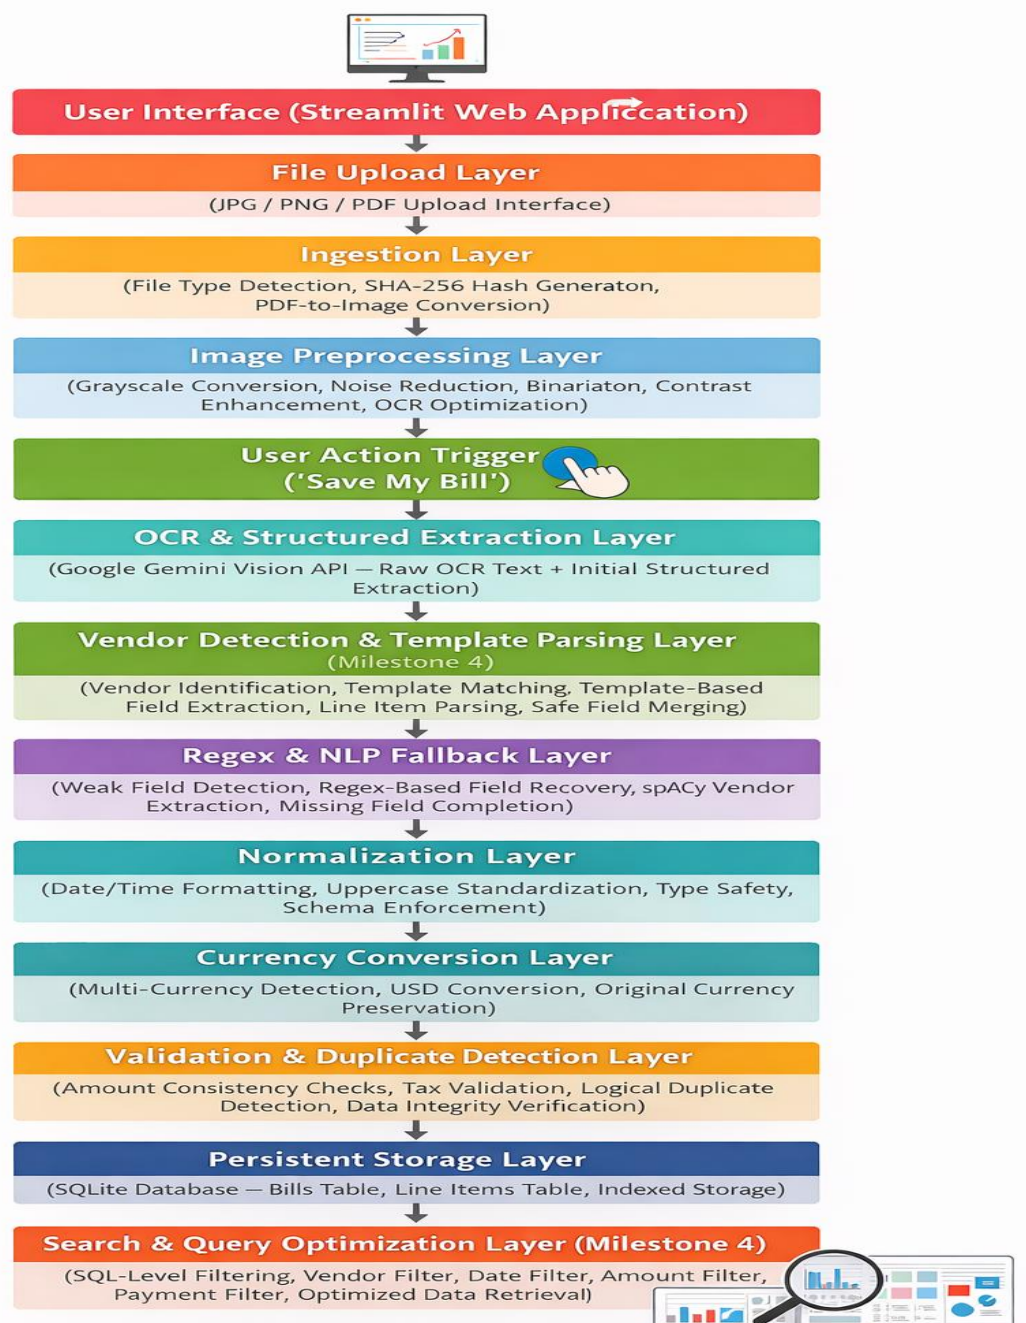 User Interface (Streamlit Web Appliccation)
File Upload Layer
(JPG / PNG / PDF Upload Interface)
Ingestion Layer
(File Type Detection, SHA-256 Hash Generaton,
PDF-to-Image Conversion)
Image Preprocessing Layer
(Grayscale Conversion, Noise Reduction, Binariaton, Contrast
Enhancement, OCR Optimization)
User Action Trigger
('Save My Bill')
OCR & Structured Extraction Layer
(Google Gemini Vision API — Raw OCR Text + Initial Structured
Extraction)
Vendor Detection & Template Parsing Layer
(Milestone 4)
(Vendor Identification, Template Matching, Template-Based
Field Extraction, Line Item Parsing, Safe Field Merging)
Regex & NLP Fallback Layer
(Weak Field Detection, Regex-Based Field Recovery, spACy Vendor
Extraction, Missing Field Completion)
Normalization Layer
(Date/Time Formatting, Uppercase Standardization, Type Safety,
Schema Enforcement)
Currency Conversion Layer
(Multi-Currency Detection, USD Conversion, Original Currency
Preservation)
Validation & Duplicate Detection Layer
(Amount Consistency Checks, Tax Validation, Logical Duplicate
Detection, Data Integrity Verification)
Persistent Storage Layer
(SQLite Database — Bills Table, Line Items Table, Indexed Storage)
Search & Query Optimization Layer (Milestone 4)
(SQL-Level Filtering, Vendor Filter, Date Filter, Amount Filter,
Payment Filter, Optimized Data Retrieval)